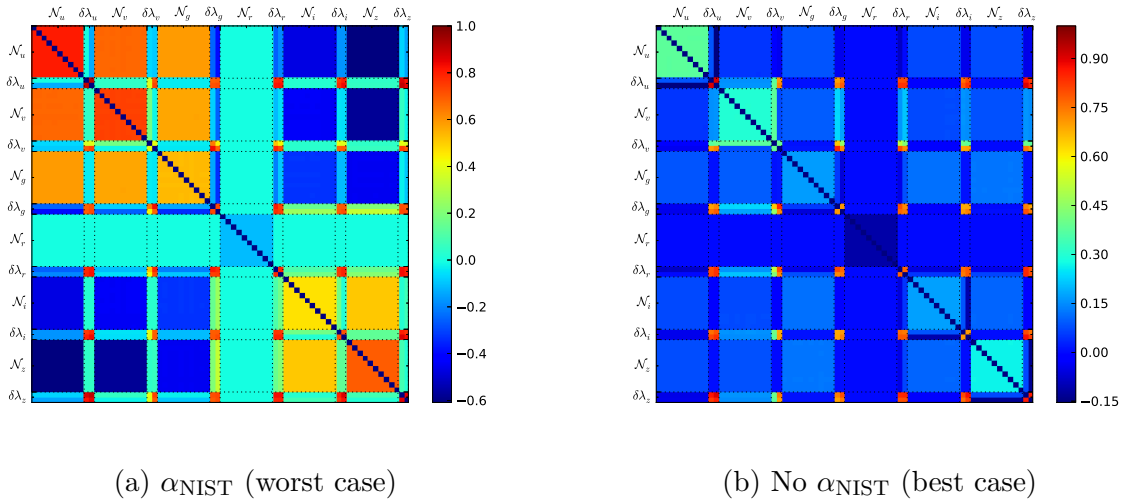 𝒩u δλu 𝒩v δλv 𝒩g δλg 𝒩r δλr 𝒩i δλi 𝒩z δλz
𝒩u
δλu
𝒩v
δλv
𝒩g
δλg
𝒩r
δλr
𝒩i
δλi
𝒩z
δλz
1.0
0.8
0.6
0.4
0.2
0.0
−0.2
−0.4
−0.6
(a) αNIST (worst case)
𝒩u δλu 𝒩v δλv 𝒩g δλg 𝒩r δλr 𝒩i δλi 𝒩z δλz
𝒩u
δλu
𝒩v
δλv
𝒩g
δλg
𝒩r
δλr
𝒩i
δλi
𝒩z
δλz
0.90
0.75
0.60
0.45
0.30
0.15
0.00
−0.15
(b) No αNIST (best case)